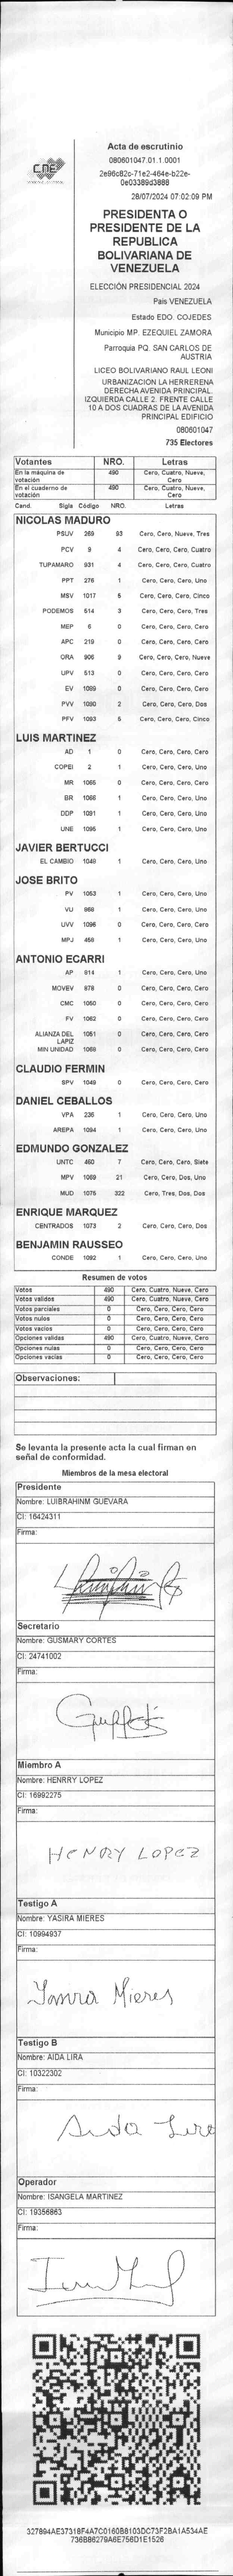 CNE
Acta de escrutinio
080601047.01.1.0001
2e96c82c-71e2-464e-b22e-
0e03389d3888
28/07/2024 07:02:09 PM
PRESIDENTA O
PRESIDENTE DE LA
REPUBLICA
BOLIVARIANA DE
VENEZUELA
ELECCIÓN PRESIDENCIAL 2024
País VENEZUELA
Estado EDO. COJEDES
Municipio MP. EZEQUIEL ZAMORA
Parroquia PQ. SAN CARLOS DE
AUSTRIA
LICEO BOLIVARIANO RAUL LEONI
URBANIZACION LA HERRERENA
DERECHA AVENIDA PRINCIPAL.
IZQUIERDA CALLE 2. FRENTE CALLE
10 A DOS CUADRAS DE LA AVENIDA
PRINCIPAL EDIFICIO
080601047
735 Electores
Votantes NRO. Letras
En la máquina de votación 490 Cero, Cuatro, Nueve, Cero
En el cuaderno de votación 490 Cero, Cuatro, Nueve, Cero
Cand. Sigla Código NRO. Letras
NICOLAS MADURO
PSUV 269 93 Cero, Cero, Nueve, Tres
PCV 9 4 Cero, Cero, Cero, Cuatro
TUPAMARO 931 4 Cero, Cero, Cero, Cuatro
PPT 276 1 Cero, Cero, Cero, Uno
MSV 1017 5 Cero, Cero, Cero, Cinco
PODEMOS 514 3 Cero, Cero, Cero, Tres
MEP 6 0 Cero, Cero, Cero, Cero
APC 219 0 Cero, Cero, Cero, Cero
ORA 906 9 Cero, Cero, Cero, Nueve
UPV 513 0 Cero, Cero, Cero, Cero
EV 1089 0 Cero, Cero, Cero, Cero
PVV 1090 2 Cero, Cero, Cero, Dos
PFV 1093 5 Cero, Cero, Cero, Cinco
LUIS MARTINEZ
AD 1 0 Cero, Cero, Cero, Cero
COPEI 2 1 Cero, Cero, Cero, Uno
MR 1065 0 Cero, Cero, Cero, Cero
BR 1066 1 Cero, Cero, Cero, Uno
DDP 1091 1 Cero, Cero, Cero, Uno
UNE 1095 1 Cero, Cero, Cero, Uno
JAVIER BERTUCCI
EL CAMBIO 1048 1 Cero, Cero, Cero, Uno
JOSE BRITO
PV 1053 1 Cero, Cero, Cero, Uno
VU 868 1 Cero, Cero, Cero, Uno
UVV 1096 0 Cero, Cero, Cero, Cero
MPJ 458 1 Cero, Cero, Cero, Uno
ANTONIO ECARRI
AP 814 1 Cero, Cero, Cero, Uno
MOVEV 878 0 Cero, Cero, Cero, Cero
CMC 1050 0 Cero, Cero, Cero, Cero
FV 1062 0 Cero, Cero, Cero, Cero
ALIANZA DEL LAPIZ 1051 0 Cero, Cero, Cero, Cero
MIN UNIDAD 1069 0 Cero, Cero, Cero, Cero
CLAUDIO FERMIN
SPV 1049 0 Cero, Cero, Cero, Cero
DANIEL CEBALLOS
VPA 236 1 Cero, Cero, Cero, Uno
AREPA 1094 1 Cero, Cero, Cero, Uno
EDMUNDO GONZALEZ
UNTC 460 7 Cero, Cero, Cero, Siete
MPV 1069 21 Cero, Cero, Dos, Uno
MUD 1075 322 Cero, Tres, Dos, Dos
ENRIQUE MARQUEZ
CENTRADOS 1073 2 Cero, Cero, Cero, Dos
BENJAMIN RAUSSEO
CONDE 1092 1 Cero, Cero, Cero, Uno
Resumen de votos
Votos 490 Cero, Cuatro, Nueve, Cero
Votos validos 490 Cero, Cuatro, Nueve, Cero
Votos parciales 0 Cero, Cero, Cero, Cero
Votos nulos 0 Cero, Cero, Cero, Cero
Votos vacios 0 Cero, Cero, Cero, Cero
Opciones validas 490 Cero, Cuatro, Nueve, Cero
Opciones nulas 0 Cero, Cero, Cero, Cero
Opciones vacias 0 Cero, Cero, Cero, Cero
Observaciones:
Se levanta la presente acta la cual firman en
señal de conformidad.
Miembros de la mesa electoral
Presidente
Nombre: LUIBRAHINM GUEVARA
CI: 16424311
Firma:
Secretario
Nombre: GUSMARY CORTES
CI: 24741002
Firma:
Miembro A
Nombre: HENRRY LOPEZ
CI: 16992275
Firma:
HENRY LOPEZ
Testigo A
Nombre: YASIRA MIERES
CI: 10994937
Firma:
Yasira Mieres
Testigo B
Nombre: AIDA LIRA
CI: 10322302
Firma:
Aida Lira
Operador
Nombre: ISANGELA MARTINEZ
CI: 19356863
Firma:
327894AE37318F4A7C0160B8103DC73F2BA1A534AE
736B86279A6E756D1E1526